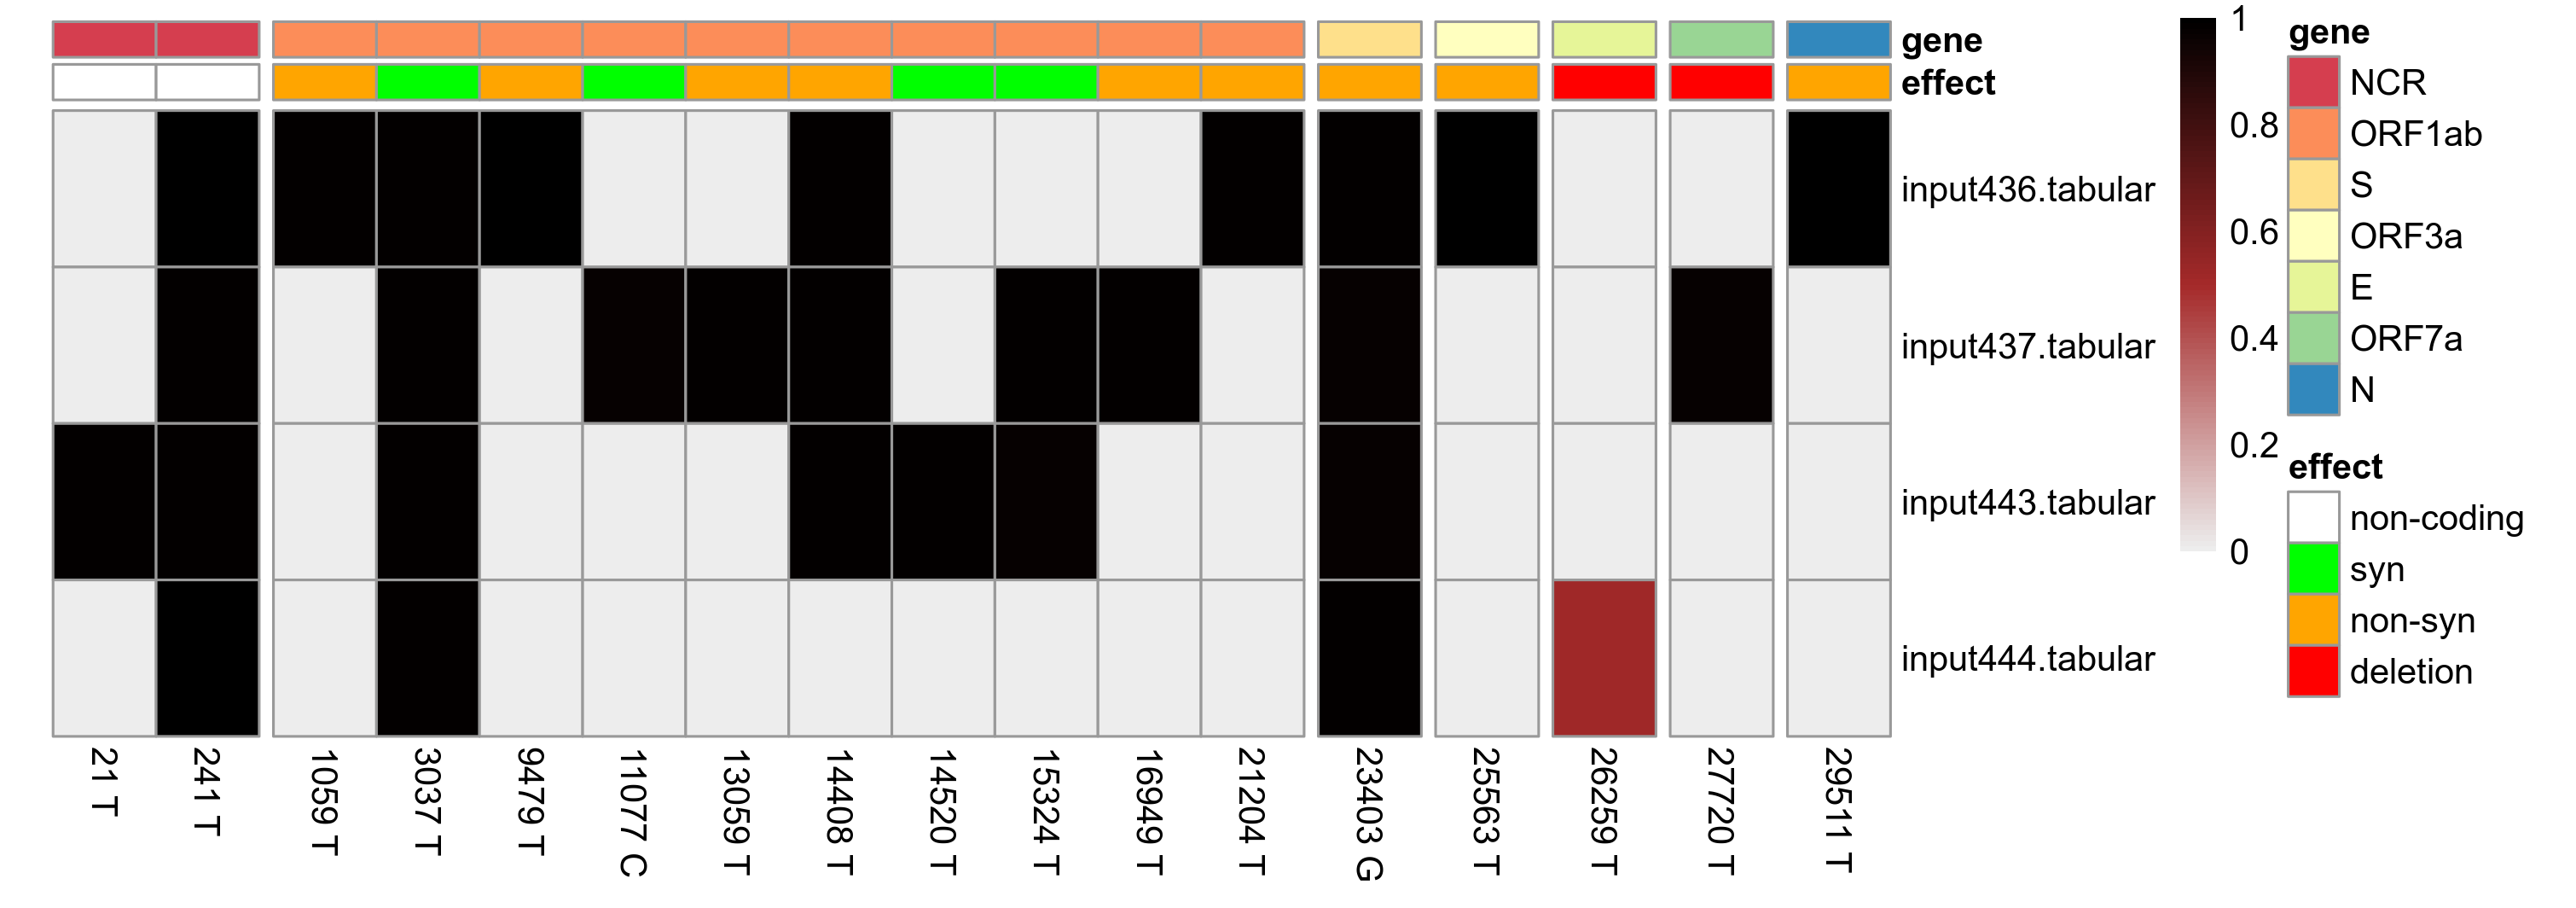 gene
effect
input436.tabular
input437.tabular
input443.tabular
input444.tabular
21 T
241 T
1059 T
3037 T
9479 T
11077 C
13059 T
14408 T
14520 T
15324 T
16949 T
21204 T
23403 G
25563 T
26259 T
27720 T
29511 T
1
0.8
0.6
0.4
0.2
0
gene
NCR
ORF1ab
S
ORF3a
E
ORF7a
N
effect
non-coding
syn
non-syn
deletion